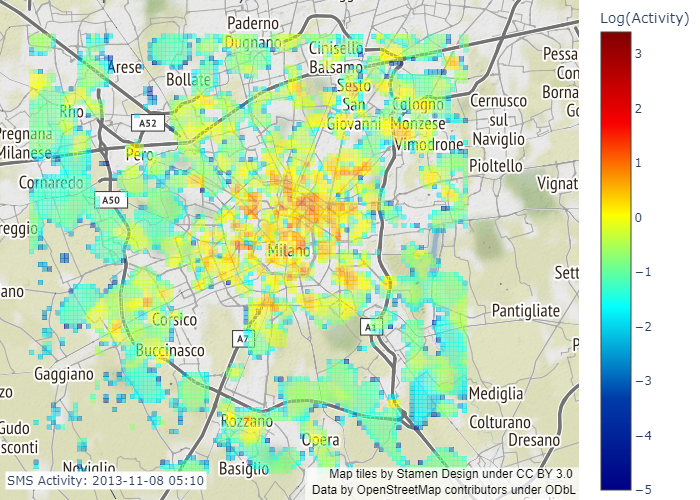 Log(Activity)
Paderno
Dugnano
Cinisello
Balsamo
Arese
Bollate
Sesto
San
Giovanni
Cologno
Monzese
Cernusco
sul
Naviglio
Pessa
Con
Borna
Go
Rho
A52
Pregnana
Milanese
Pero
Vimodrone
Pioltello
Cornaredo
A50
Vignat
reggio
Milano
Sett
ano
Corsico
Pantigliate
A7
A1
P
Buccinasco
Gaggiano
zzo
Mediglia
Rozzano
Colturano
Gudo
sconti
Opera
Dresano
Noviglio
Basiglio
3
2
1
0
−1
−2
−3
−4
−5
SMS Activity: 2013-11-08 05:10
Map tiles by Stamen Design under CC BY 3.0
Data by OpenStreetMap contributors under ODbL